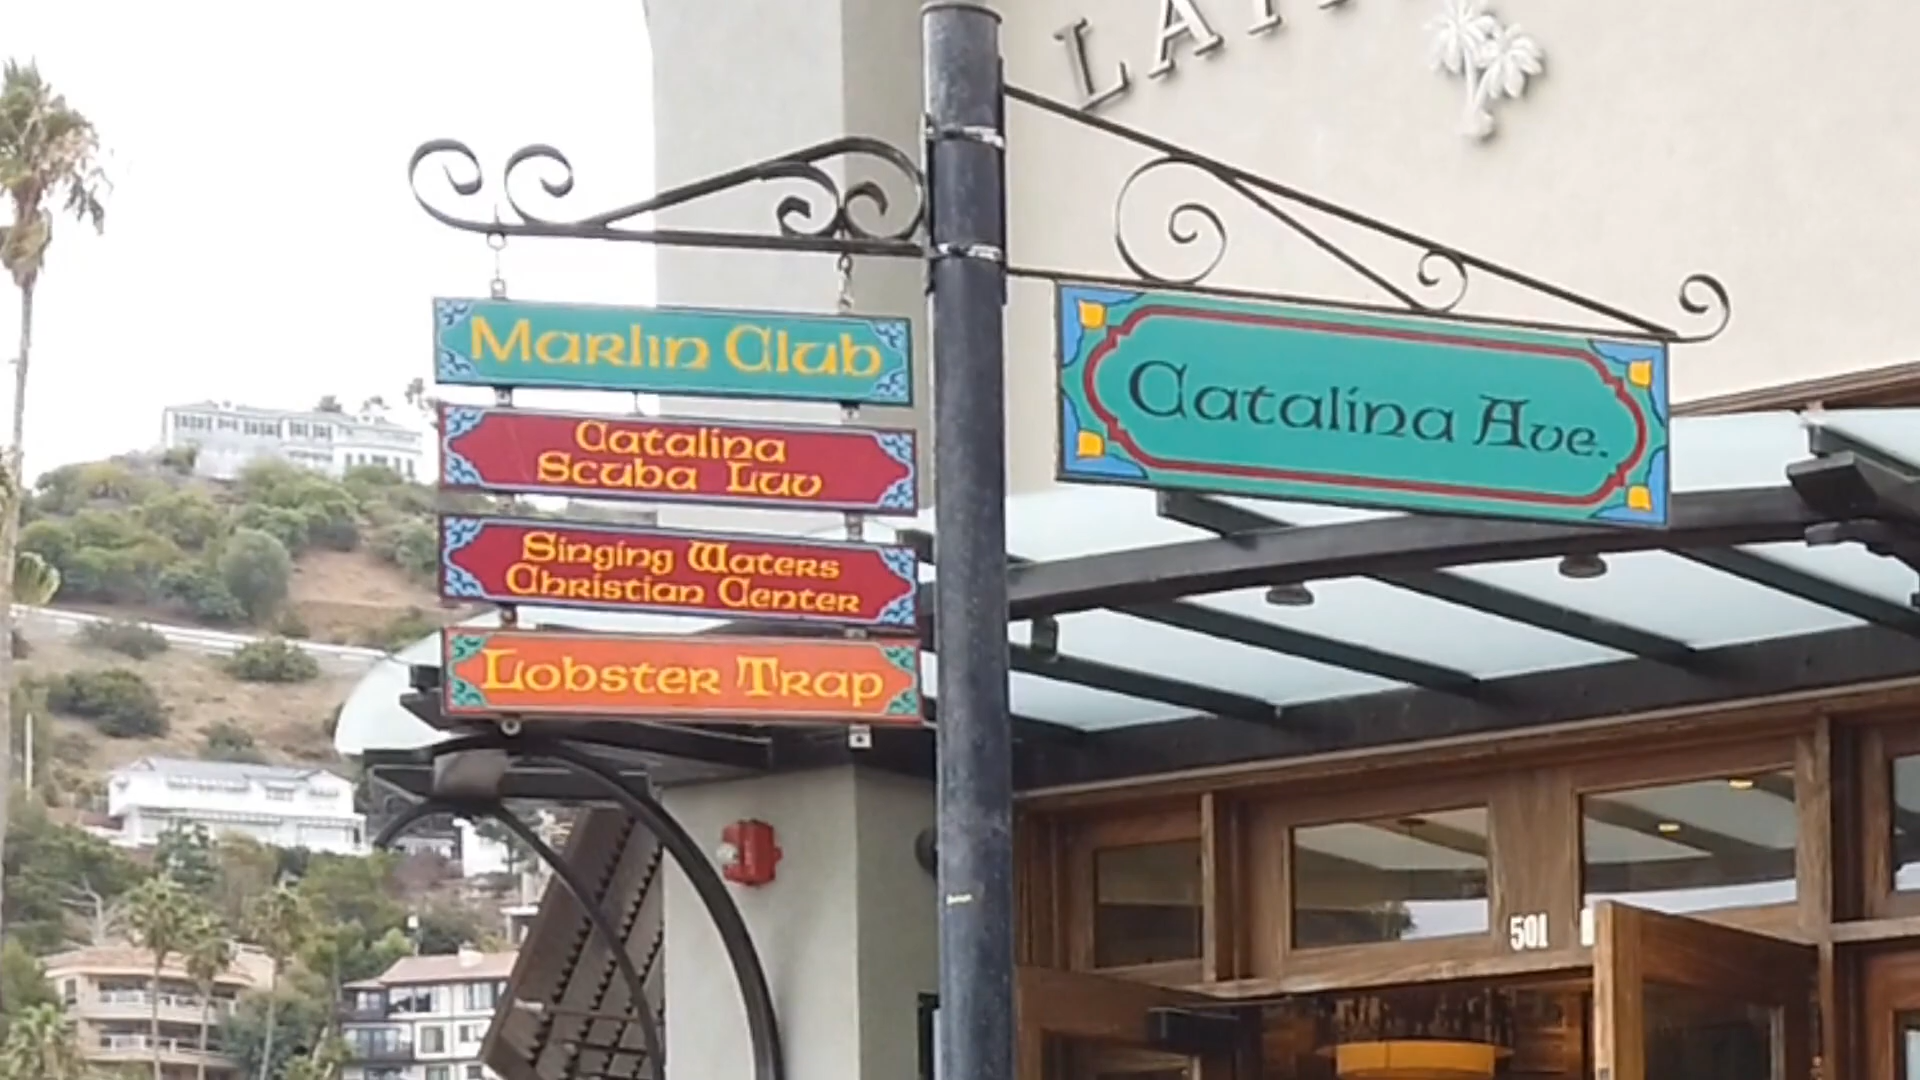 Marlin Club
Catalina
Scuba Luv
Singing Waters
Christian Center
Lobster Trap
Catalina Ave.
501